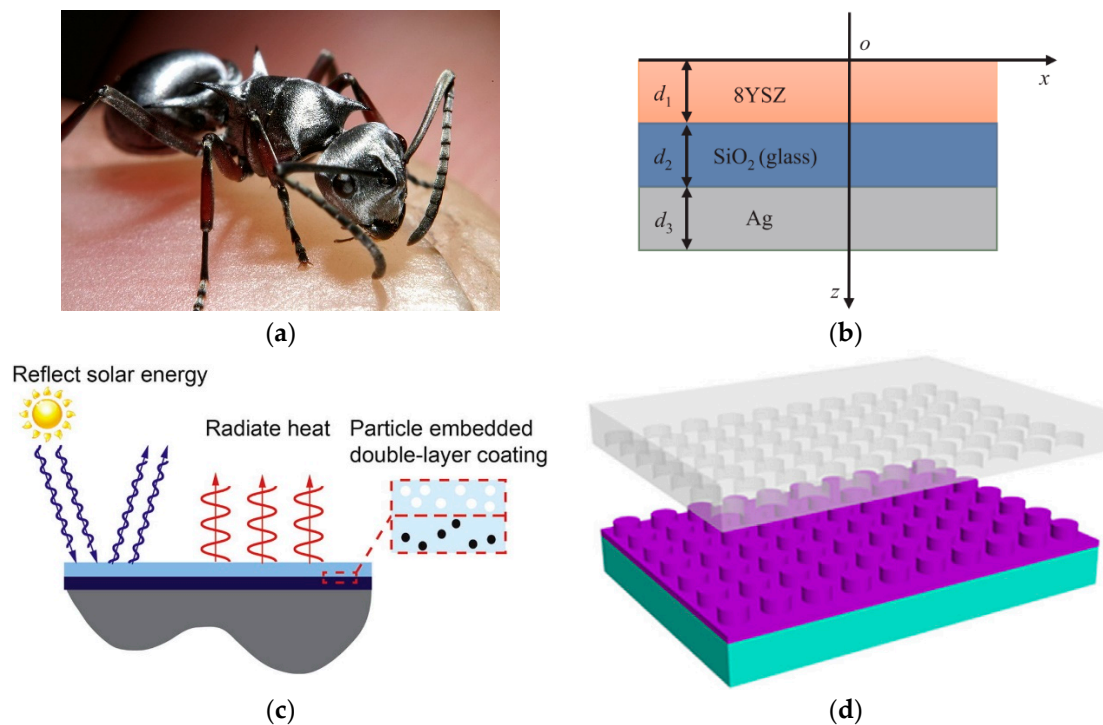 o
x
d₁
8YSZ
d₂
SiO₂ (glass)
d₃
Ag
z
(a)
(b)
Reflect solar energy
Radiate heat
Particle embedded
double-layer coating
(c)
(d)